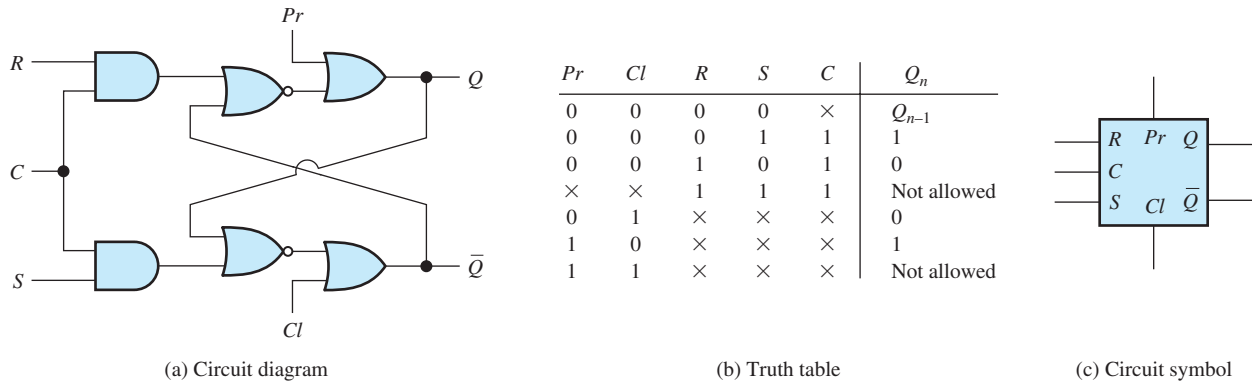 Pr
R
Q
C
S
Q̄
Cl
(a) Circuit diagram
Pr Cl R S C Qₙ
0 0 0 0 × Qₙ₋₁
0 0 0 1 1 1
0 0 1 0 1 0
× × 1 1 1 Not allowed
0 1 × × × 0
1 0 × × × 1
1 1 × × × Not allowed
(b) Truth table
R Pr Q
C
S Cl Q̄
(c) Circuit symbol